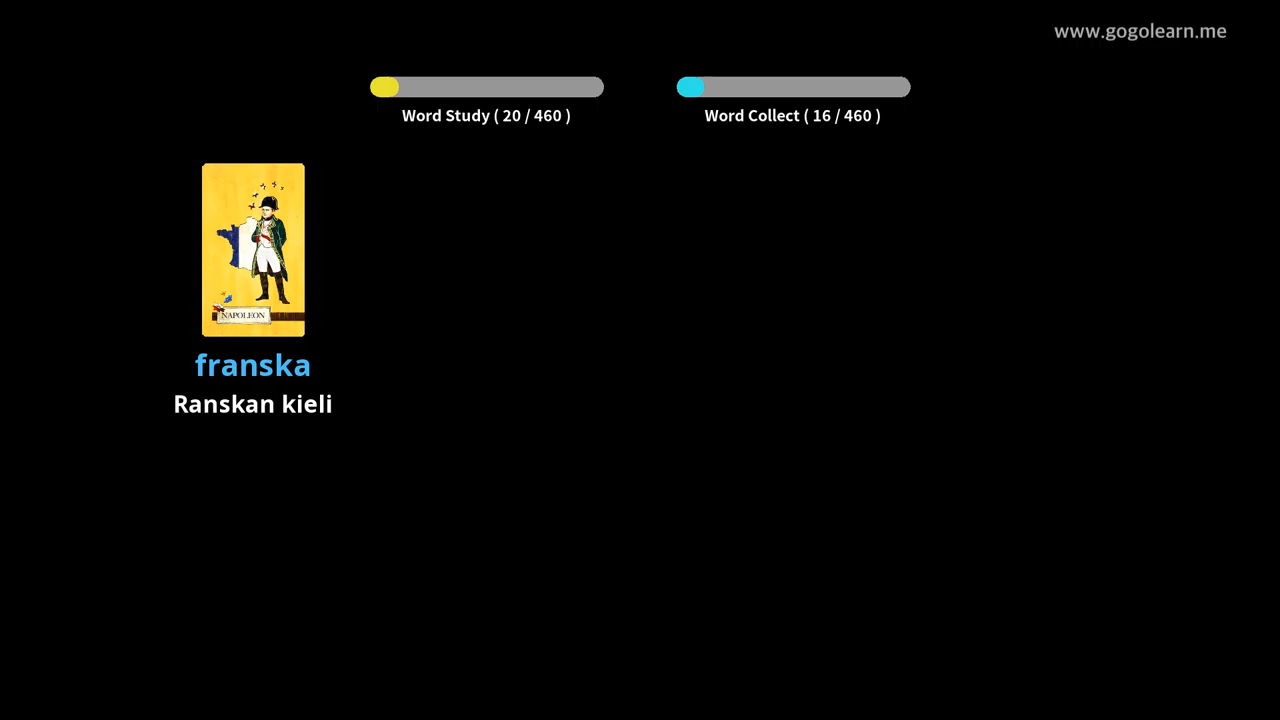 www.gogolearn.me
Word Study ( 20 / 460 )
Word Collect ( 16 / 460 )
NAPOLEON
franska
Ranskan kieli